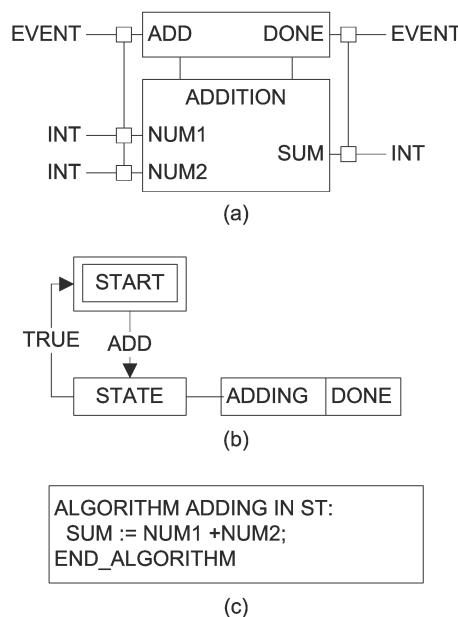 EVENT ADD DONE EVENT
ADDITION
INT NUM1
SUM INT
INT NUM2
(a)
START
TRUE ADD
STATE ADDING DONE
(b)
ALGORITHM ADDING IN ST:
SUM := NUM1 +NUM2;
END_ALGORITHM
(c)